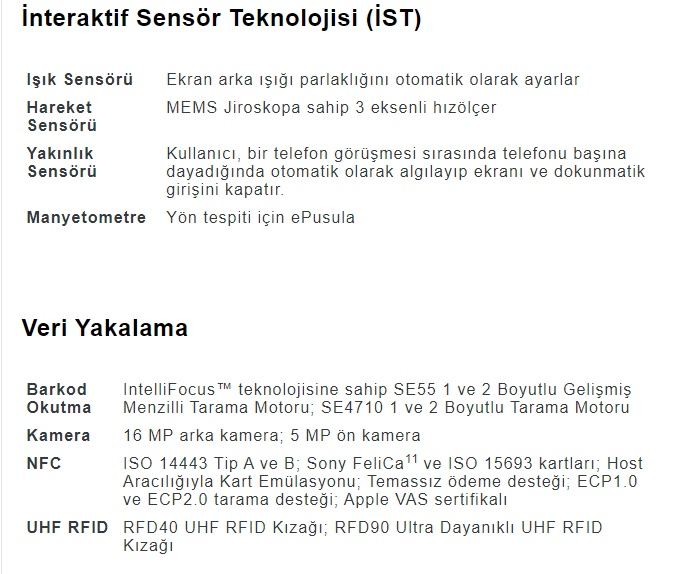 İnteraktif Sensör Teknolojisi (İST)
Işık Sensörü Ekran arka ışığı parlaklığını otomatik olarak ayarlar
Hareket Sensörü MEMS Jiroskopa sahip 3 eksenli hızölçer
Yakınlık Sensörü Kullanıcı, bir telefon görüşmesi sırasında telefonu başına
dayadığında otomatik olarak algılayıp ekranı ve dokunmatik
girişini kapatır.
Manyetometre Yön tespiti için ePusula
Veri Yakalama
Barkod Okutma IntelliFocus™ teknolojisine sahip SE55 1 ve 2 Boyutlu Gelişmiş
Menzilli Tarama Motoru; SE4710 1 ve 2 Boyutlu Tarama Motoru
Kamera 16 MP arka kamera; 5 MP ön kamera
NFC ISO 14443 Tip A ve B; Sony FeliCa11 ve ISO 15693 kartları; Host
Aracılığıyla Kart Emülasyonu; Temassız ödeme desteği; ECP1.0
ve ECP2.0 tarama desteği; Apple VAS sertifikalı
UHF RFID RFD40 UHF RFID Kızağı; RFD90 Ultra Dayanıklı UHF RFID
Kızağı